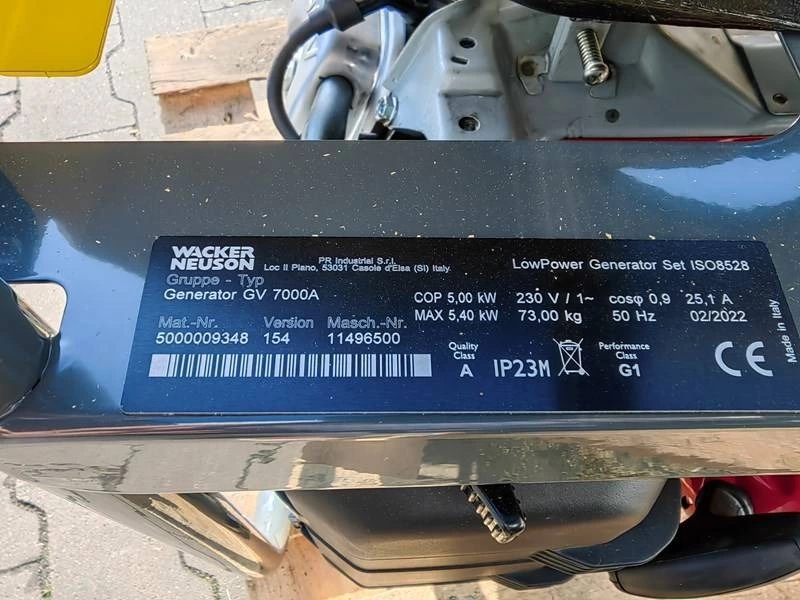 WACKER
NEUSON
PR Industrial S.r.l.
Loc Il Piano, 53031 Casole d'Elsa (SI) Italy
LowPower Generator Set ISO8528
Gruppe - Typ
Generator GV 7000A
COP 5,00 kW 230 V / 1~ cosφ 0,9 25,1 A
MAX 5,40 kW 73,00 kg 50 Hz 02/2022
Mat.-Nr. Version Masch.-Nr.
5000009348 154 11496500
Quality
Class
A
IP23M
Performance
Class
G1
CE
Made in Italy